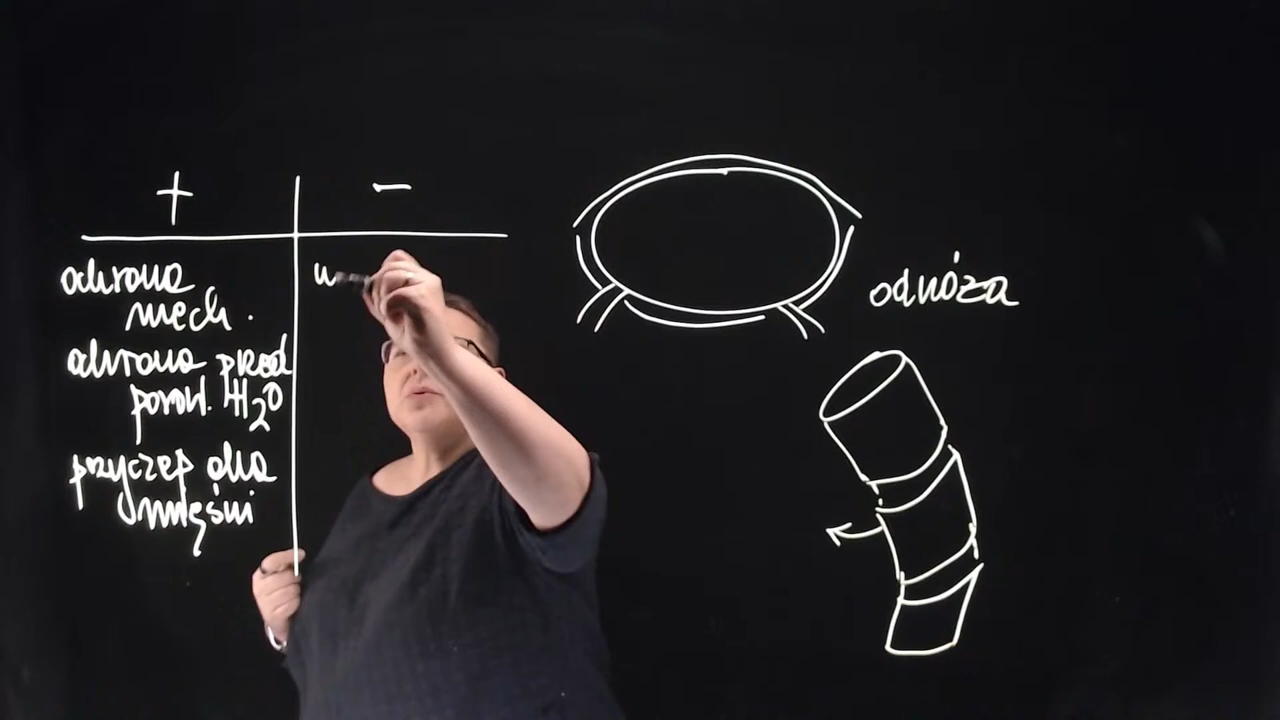 + −
ochrona
mech.
ochrona przed
parow. H₂O
przyczep dla
mięśni
odnóża